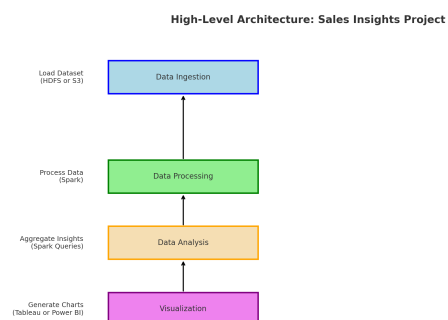 High-Level Architecture: Sales Insights Project
Load Dataset
(HDFS or S3)
Data Ingestion
Process Data
(Spark)
Data Processing
Aggregate Insights
(Spark Queries)
Data Analysis
Generate Charts
(Tableau or Power BI)
Visualization